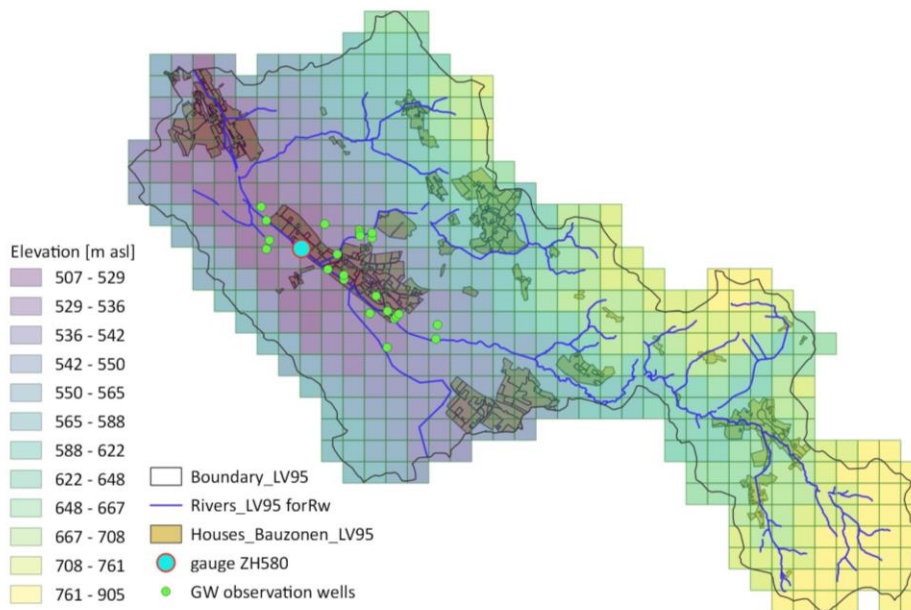 Elevation [m asl]
507 - 529
529 - 536
536 - 542
542 - 550
550 - 565
565 - 588
588 - 622
622 - 648
648 - 667
667 - 708
708 - 761
761 - 905
Boundary_LV95
Rivers_LV95 forRw
Houses_Bauzonen_LV95
gauge ZH580
GW observation wells